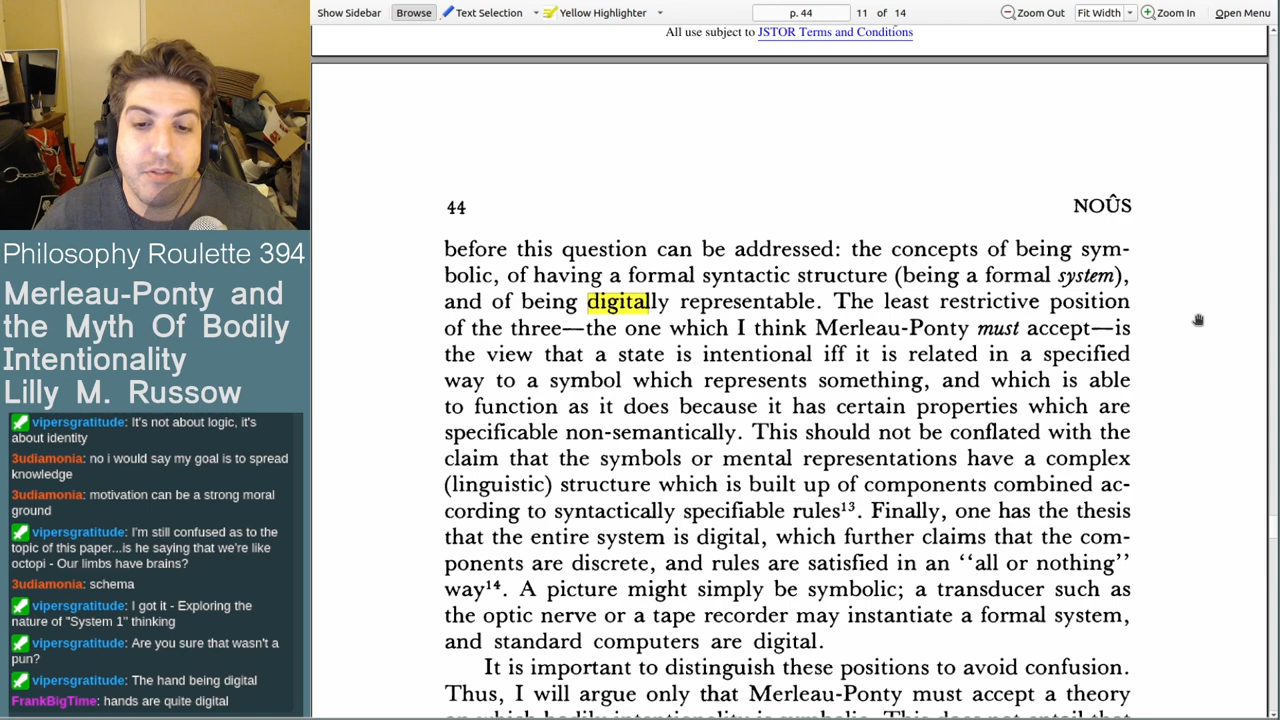 Show Sidebar Browse Text Selection Yellow Highlighter p. 44 11 of 14 Zoom Out Fit Width Zoom In Open Menu
All use subject to JSTOR Terms and Conditions
44 NOÛS
before this question can be addressed: the concepts of being sym-
bolic, of having a formal syntactic structure (being a formal system),
and of being digitally representable. The least restrictive position
of the three—the one which I think Merleau-Ponty must accept—is
the view that a state is intentional iff it is related in a specified
way to a symbol which represents something, and which is able
to function as it does because it has certain properties which are
specificable non-semantically. This should not be conflated with the
claim that the symbols or mental representations have a complex
(linguistic) structure which is built up of components combined ac-
cording to syntactically specifiable rules¹³. Finally, one has the thesis
that the entire system is digital, which further claims that the com-
ponents are discrete, and rules are satisfied in an ‘‘all or nothing’’
way¹⁴. A picture might simply be symbolic; a transducer such as
the optic nerve or a tape recorder may instantiate a formal system,
and standard computers are digital.
It is important to distinguish these positions to avoid confusion.
Thus, I will argue only that Merleau-Ponty must accept a theory
on which bodily intentionality is symbolic. This does not entail that
Philosophy Roulette 394
Merleau-Ponty and
the Myth Of Bodily
Intentionality
Lilly M. Russow
vipersgratitude: It's not about logic, it's
about identity
3udiamonia: no i would say my goal is to spread
knowledge
3udiamonia: motivation can be a strong moral
ground
vipersgratitude: I'm still confused as to the
topic of this paper...is he saying that we're like
octopi - Our limbs have brains?
3udiamonia: schema
vipersgratitude: I got it - Exploring the
nature of "System 1" thinking
vipersgratitude: Are you sure that wasn't a
pun?
vipersgratitude: The hand being digital
FrankBigTime: hands are quite digital